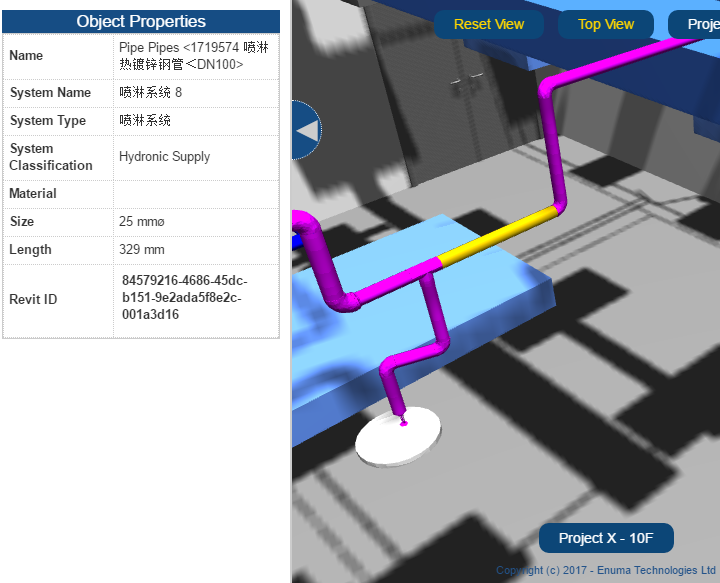 Object Properties
Name
Pipe Pipes <1719574 喷淋
热镀锌钢管＜DN100>
System Name
喷淋系统 8
System Type
喷淋系统
System
Classification
Hydronic Supply
Material
Size
25 mmø
Length
329 mm
Revit ID
84579216-4686-45dc-
b151-9e2ada5f8e2c-
001a3d16
Reset View
Top View
Proje
Project X - 10F
Copyright (c) 2017 - Enuma Technologies Ltd